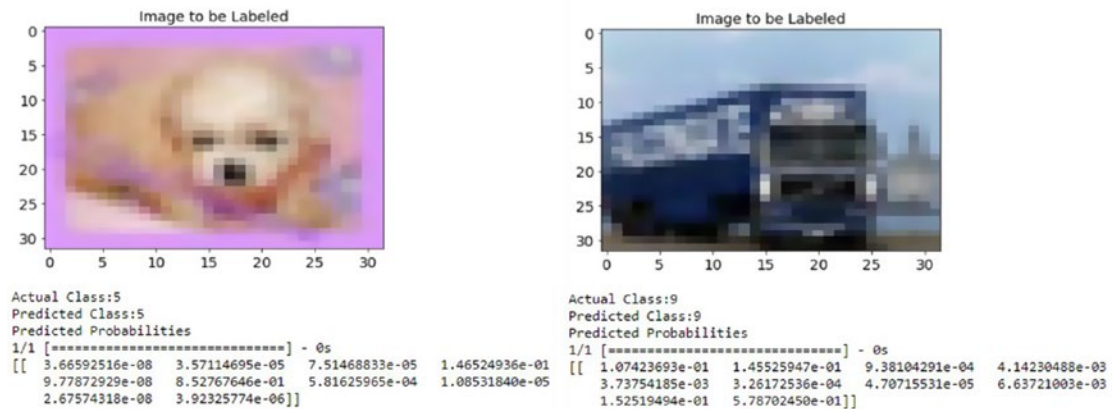 Image to be Labeled
0
5
10
15
20
25
30
0 5 10 15 20 25 30
Actual Class:5
Predicted Class:5
Predicted Probabilities
1/1 [==============================] - 0s
[[ 3.66592516e-08 3.57114695e-05 7.51468833e-05 1.46524936e-01
9.77872929e-08 8.52767646e-01 5.81625965e-04 1.08531840e-05
2.67574318e-08 3.92325774e-06]]
Image to be Labeled
0
5
10
15
20
25
30
0 5 10 15 20 25 30
Actual Class:9
Predicted Class:9
Predicted Probabilities
1/1 [==============================] - 0s
[[ 1.07423693e-01 1.45525947e-01 9.38104291e-04 4.14230488e-03
3.73754185e-03 3.26172536e-04 4.70715531e-05 6.63721003e-03
1.52519494e-01 5.78702450e-01]]